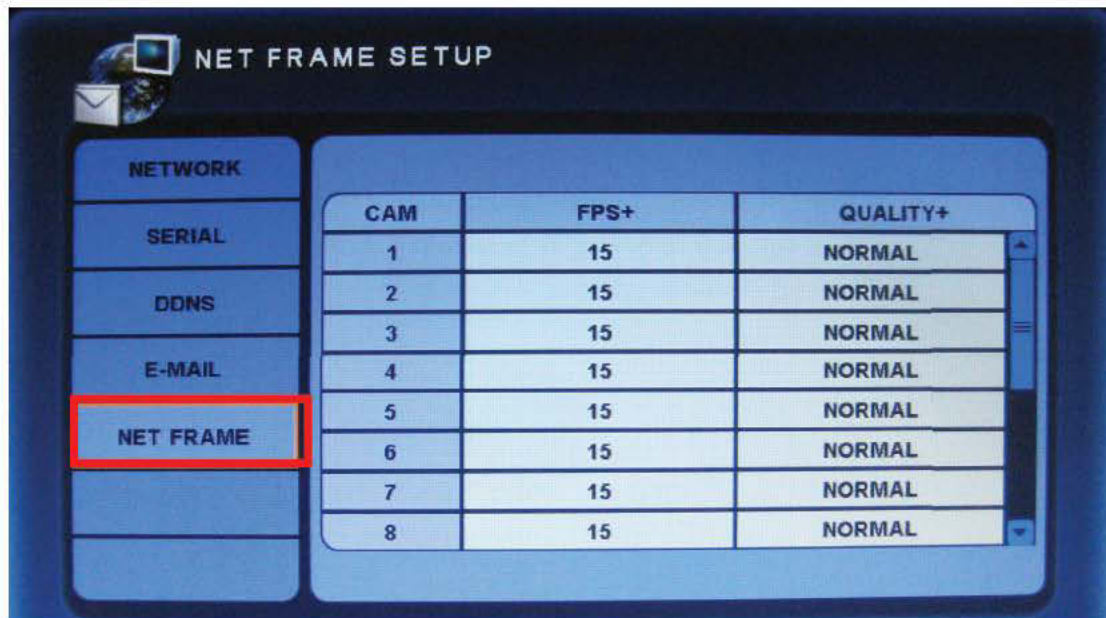 NET FRAME SETUP
NETWORK
SERIAL
DDNS
E-MAIL
NET FRAME
CAM FPS+ QUALITY+
1 15 NORMAL
2 15 NORMAL
3 15 NORMAL
4 15 NORMAL
5 15 NORMAL
6 15 NORMAL
7 15 NORMAL
8 15 NORMAL